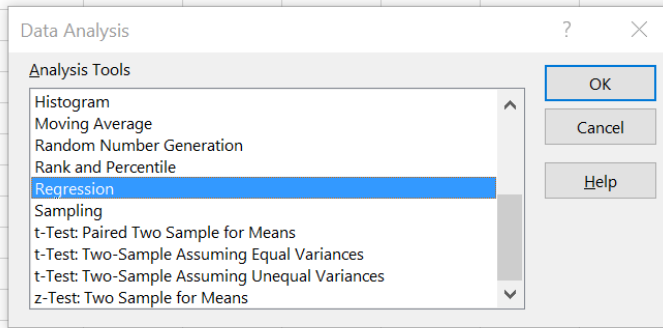 Data Analysis ?
Analysis Tools
Histogram
Moving Average
Random Number Generation
Rank and Percentile
Regression
Sampling
t-Test: Paired Two Sample for Means
t-Test: Two-Sample Assuming Equal Variances
t-Test: Two-Sample Assuming Unequal Variances
z-Test: Two Sample for Means
OK
Cancel
Help